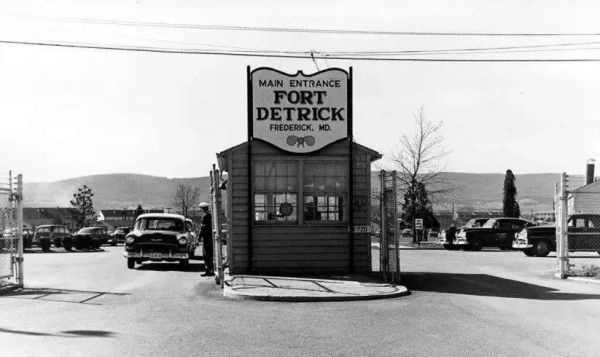 MAIN ENTRANCE
FORT
DETRICK
FREDERICK, MD.